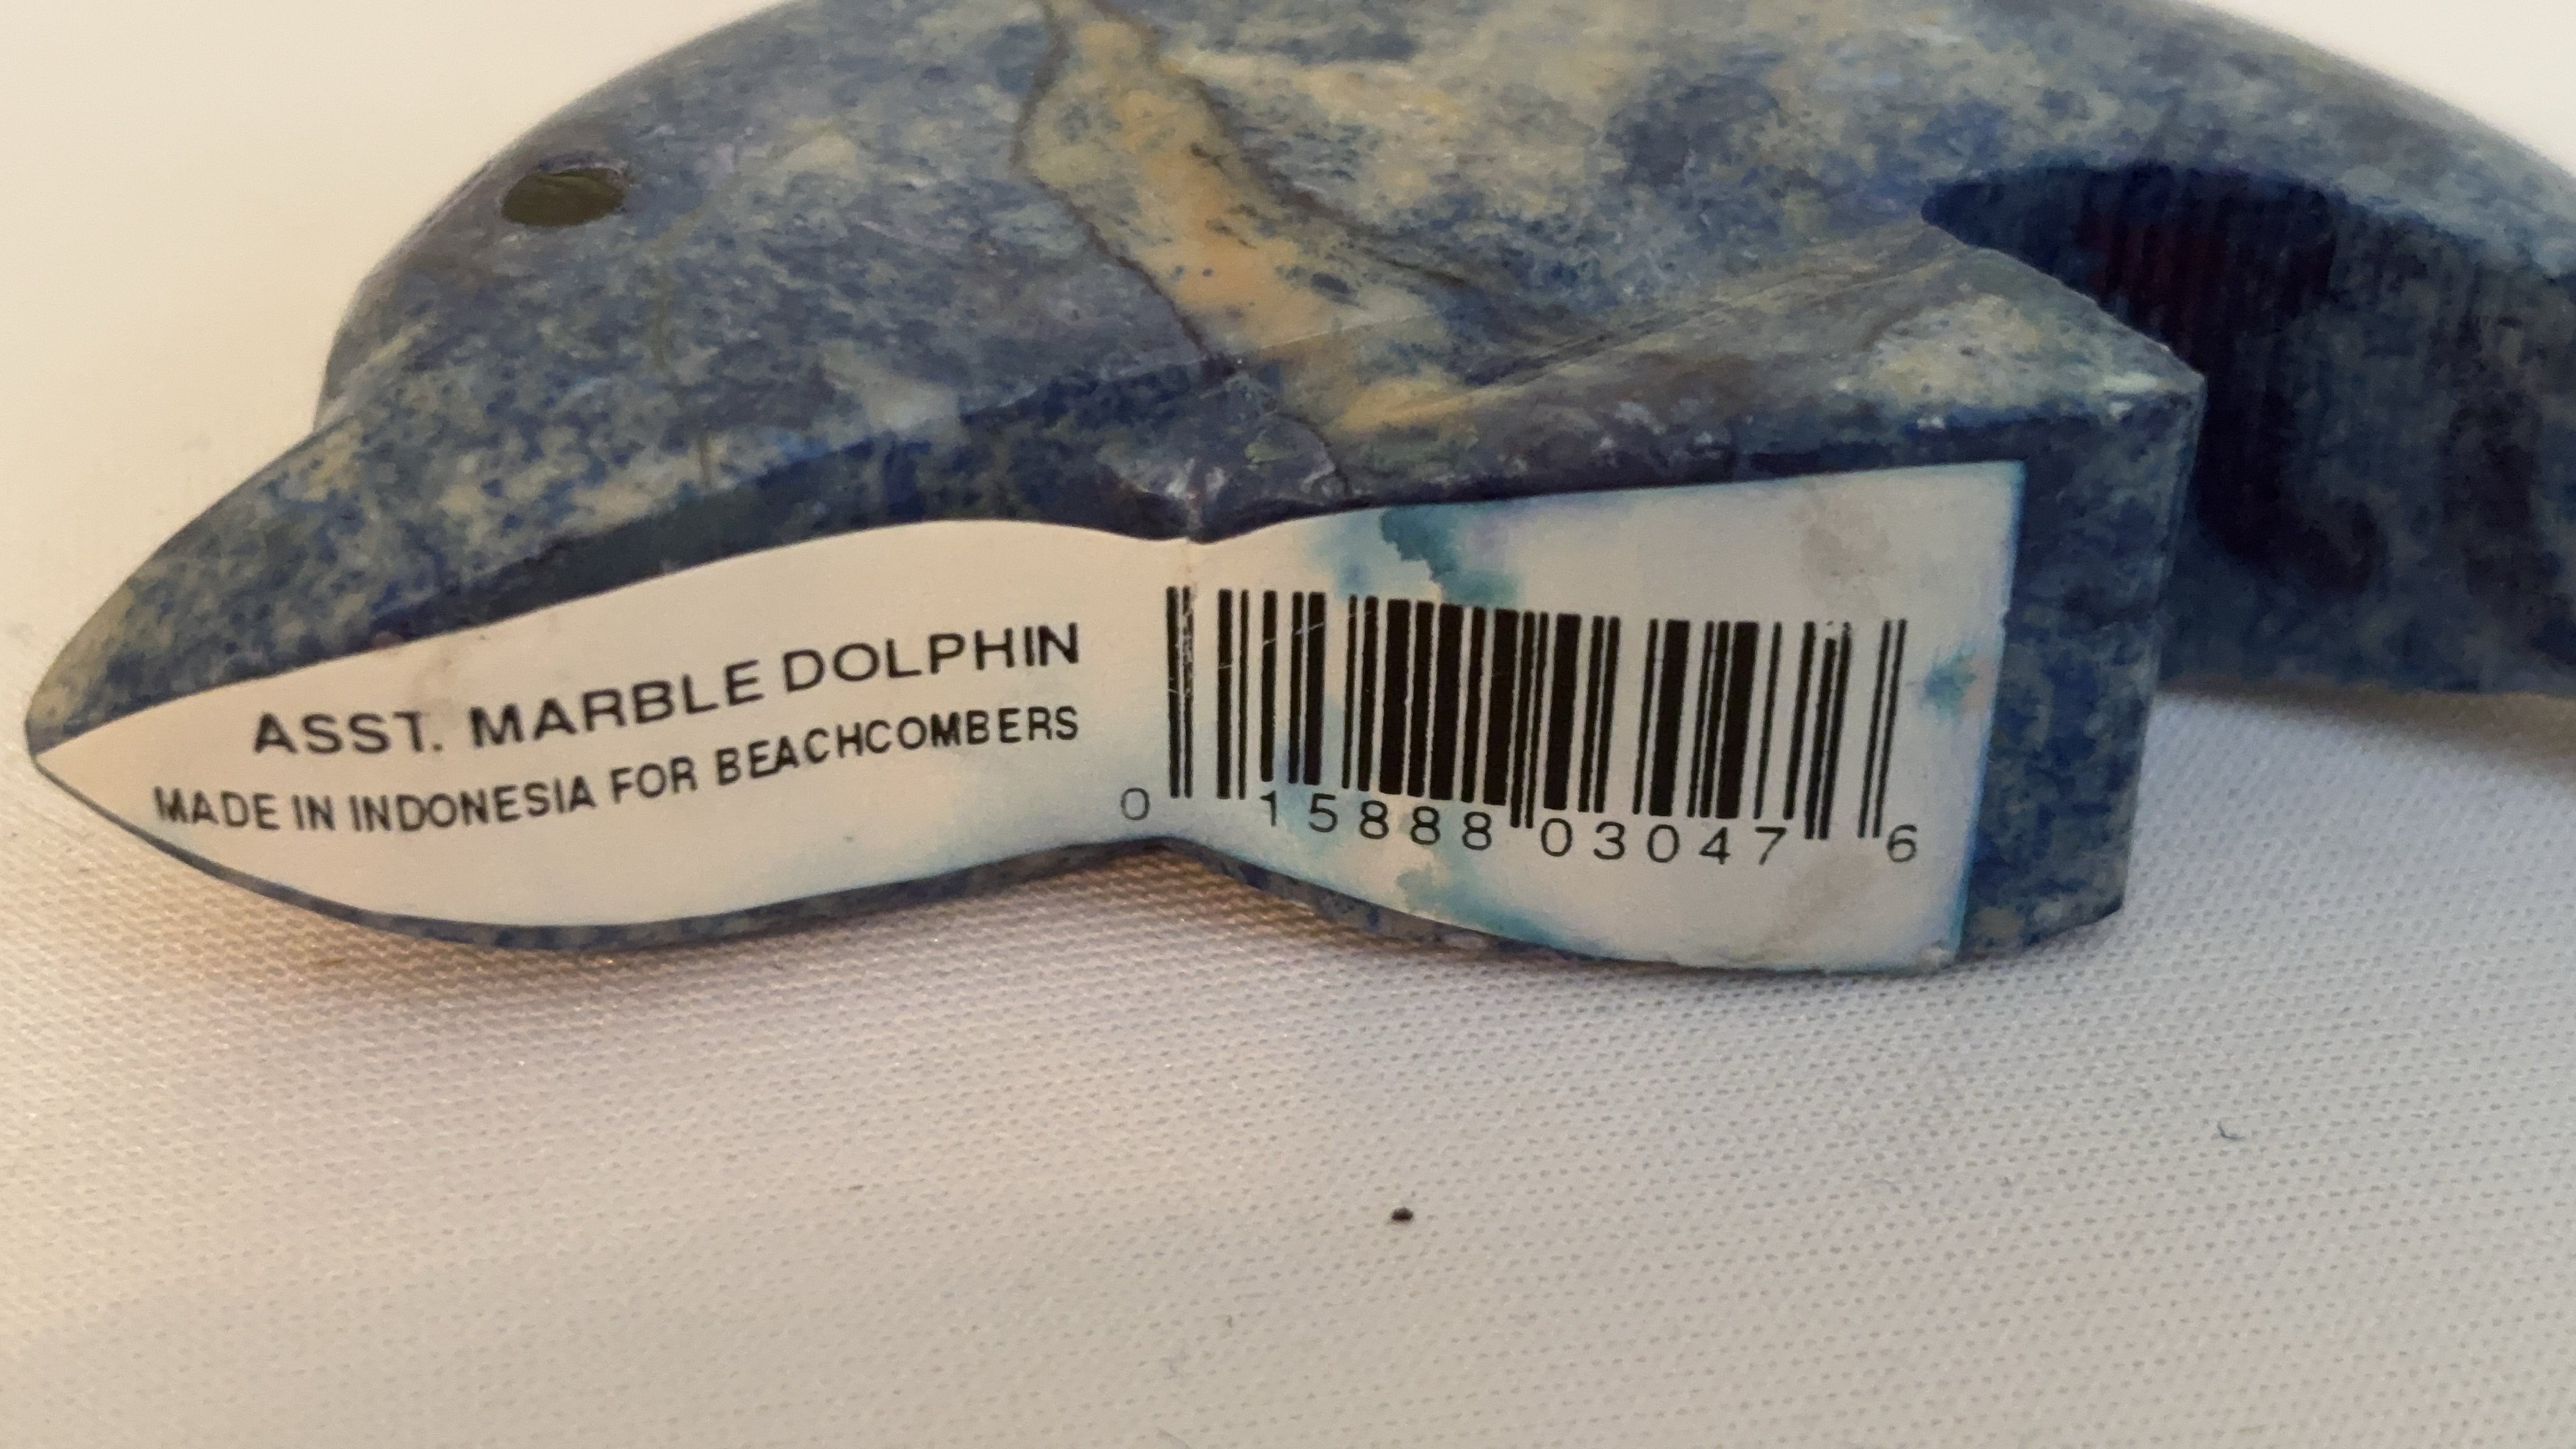 ASST. MARBLE DOLPHIN
MADE IN INDONESIA FOR BEACHCOMBERS
0 15888 03047 6